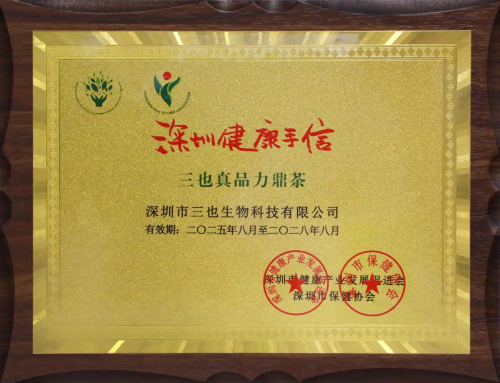 深圳健康手信
三也真品力鼎茶
深圳市三也生物科技有限公司
有效期：二〇二五年八月至二〇二八年八月
深圳市健康产业发展促进会
深圳市保健协会